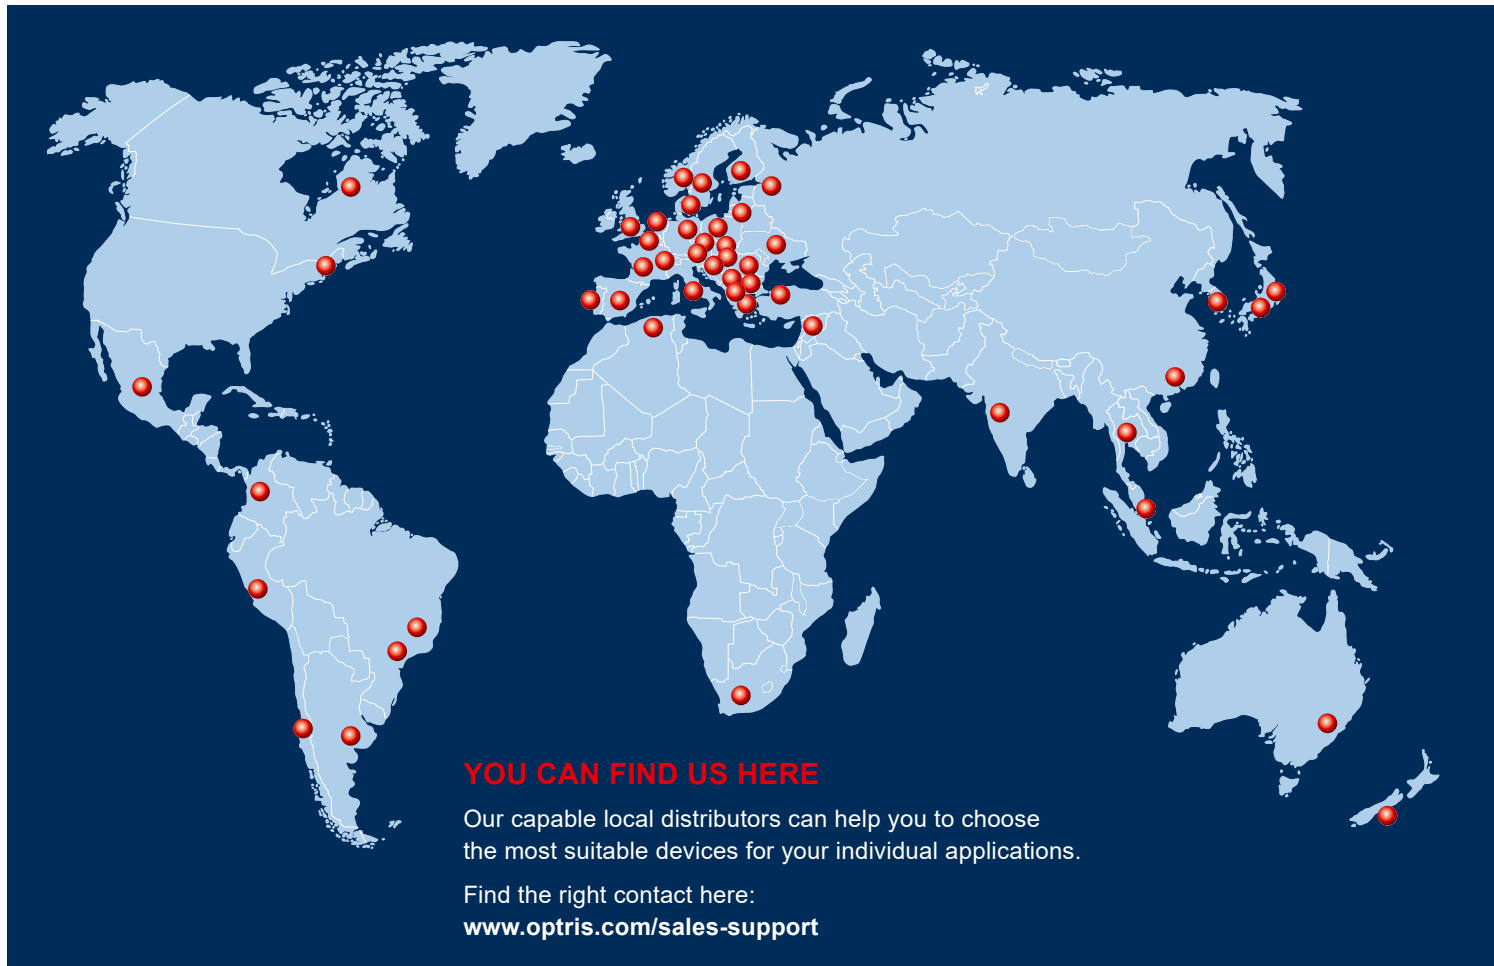 YOU CAN FIND US HERE
Our capable local distributors can help you to choose
the most suitable devices for your individual applications.
Find the right contact here:
www.optris.com/sales-support